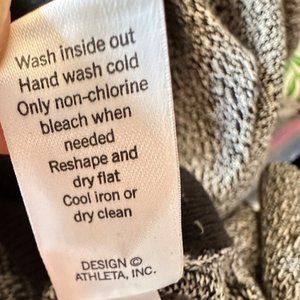 Wash inside out
Hand wash cold
Only non-chlorine
bleach when
needed
Reshape and
dry flat
Cool iron or
dry clean
DESIGN ©
ATHLETA, INC.